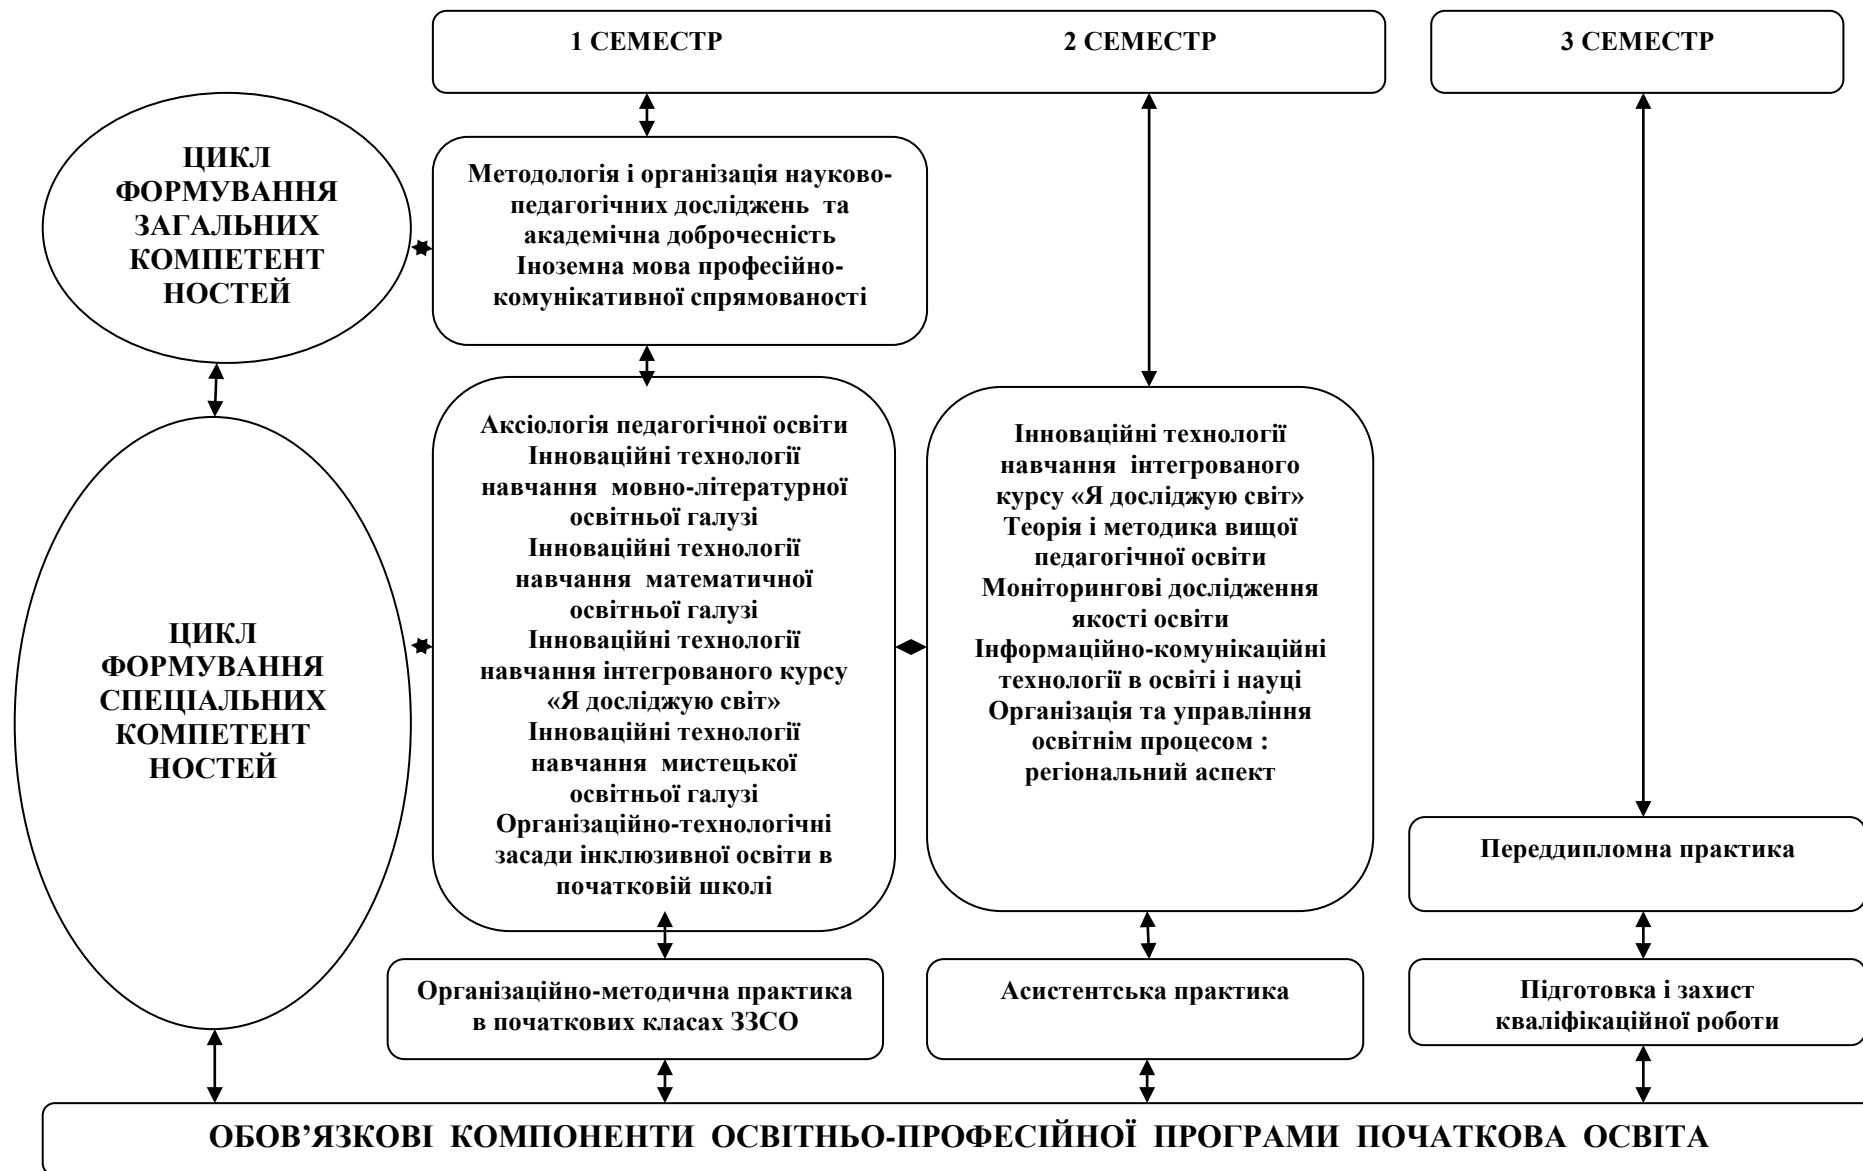 1 СЕМЕСТР
2 СЕМЕСТР
3 СЕМЕСТР
ЦИКЛ
ФОРМУВАННЯ
ЗАГАЛЬНИХ
КОМПЕТЕНТ
НОСТЕЙ
Методологія і організація науково-
педагогічних досліджень та
академічна доброчесність
Іноземна мова професійно-
комунікативної спрямованості
ЦИКЛ
ФОРМУВАННЯ
СПЕЦІАЛЬНИХ
КОМПЕТЕНТ
НОСТЕЙ
Аксіологія педагогічної освіти
Інноваційні технології
навчання мовно-літературної
освітньої галузі
Інноваційні технології
навчання математичної
освітньої галузі
Інноваційні технології
навчання інтегрованого курсу
«Я досліджую світ»
Інноваційні технології
навчання мистецької
освітньої галузі
Організаційно-технологічні
засади інклюзивної освіти в
початковій школі
Інноваційні технології
навчання інтегрованого
курсу «Я досліджую світ»
Теорія і методика вищої
педагогічної освіти
Моніторингові дослідження
якості освіти
Інформаційно-комунікаційні
технології в освіті і науці
Організація та управління
освітнім процесом :
регіональний аспект
Переддипломна практика
Організаційно-методична практика
в початкових класах ЗЗСО
Асистентська практика
Підготовка і захист
кваліфікаційної роботи
ОБОВ’ЯЗКОВІ КОМПОНЕНТИ ОСВІТНЬО-ПРОФЕСІЙНОЇ ПРОГРАМИ ПОЧАТКОВА ОСВІТА